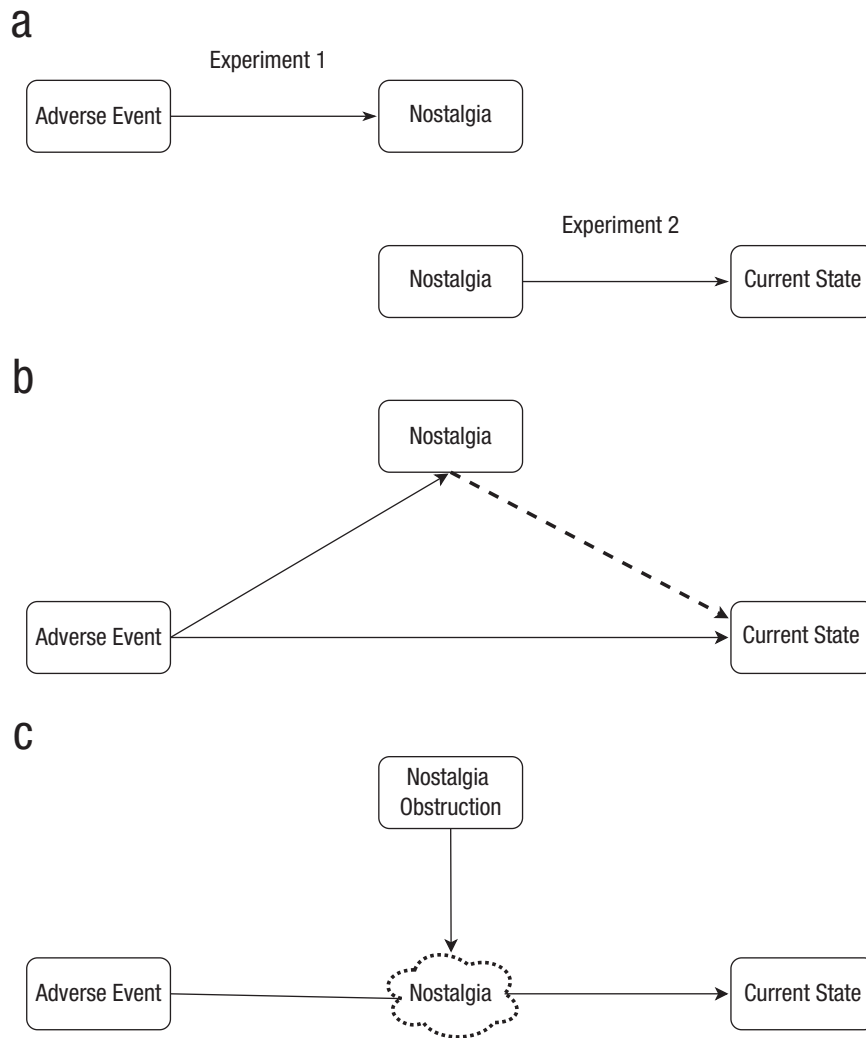 a
Experiment 1
Adverse Event
Nostalgia
Experiment 2
Nostalgia
Current State
b
Nostalgia
Adverse Event
Current State
c
Nostalgia
Obstruction
Adverse Event
Nostalgia
Current State